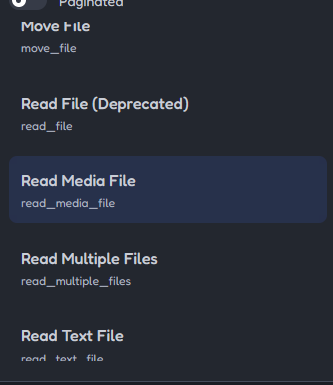 Paginated
Move File
move_file
Read File (Deprecated)
read_file
Read Media File
read_media_file
Read Multiple Files
read_multiple_files
Read Text File
read_text_file